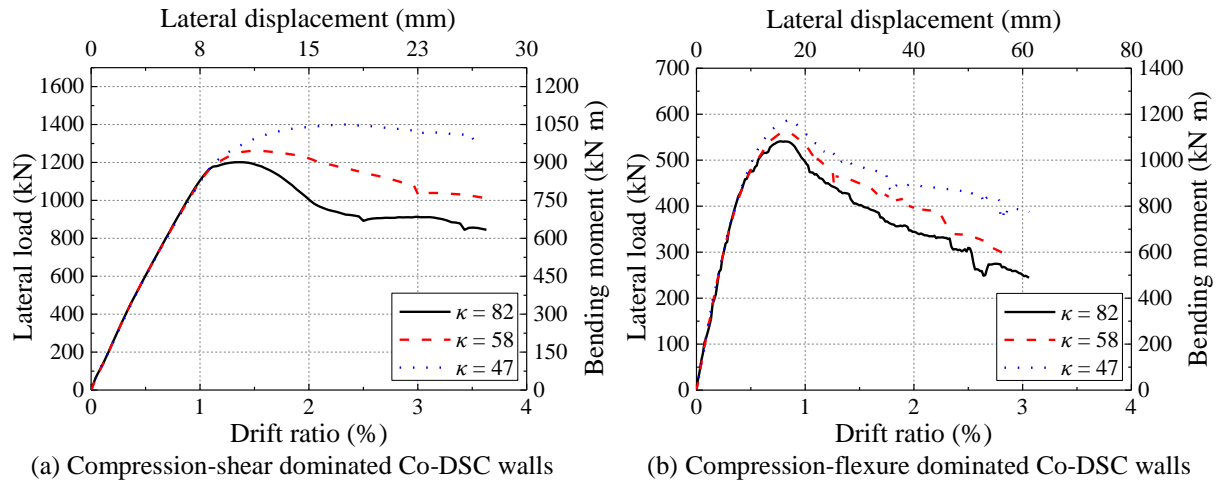 Lateral displacement (mm)
0 8 15 23 30
1600
1400
1200
1000
800
600
400
200
0
Lateral load (kN)
1200
1050
900
750
600
450
300
150
0
Bending moment (kN·m)
κ = 82
κ = 58
κ = 47
0 1 2 3 4
Drift ratio (%)
(a) Compression-shear dominated Co-DSC walls
Lateral displacement (mm)
0 20 40 60 80
700
600
500
400
300
200
100
0
Lateral load (kN)
1400
1200
1000
800
600
400
200
0
Bending moment (kN·m)
κ = 82
κ = 58
κ = 47
0 1 2 3 4
Drift ratio (%)
(b) Compression-flexure dominated Co-DSC walls